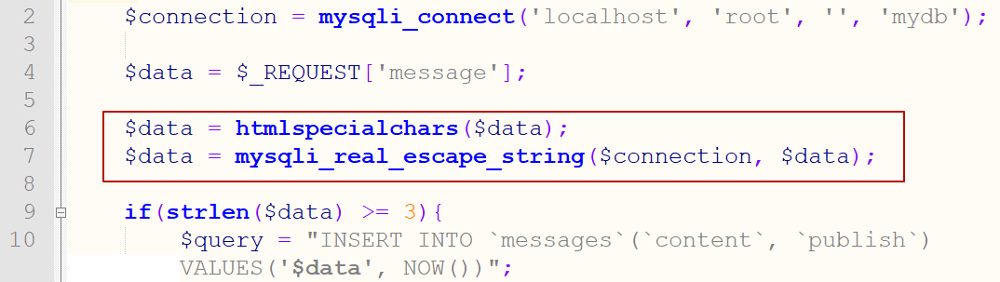 2 $connection = mysqli_connect('localhost', 'root', '', 'mydb');
3
4 $data = $_REQUEST['message'];
5
6 $data = htmlspecialchars($data);
7 $data = mysqli_real_escape_string($connection, $data);
8
9 if(strlen($data) >= 3){
10 $query = "INSERT INTO `messages`(`content`, `publish`)
VALUES('$data', NOW())";